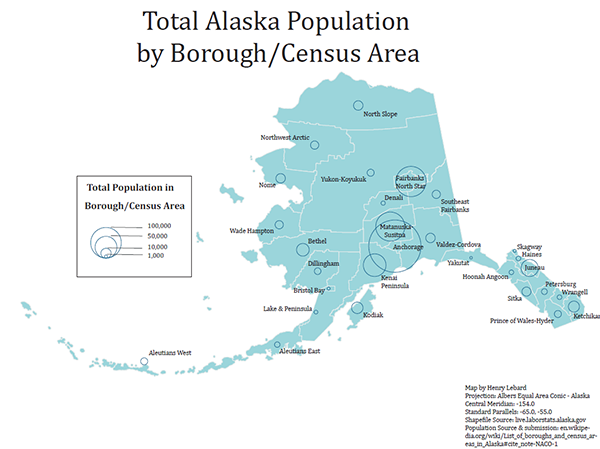 Total Alaska Population
by Borough/Census Area
North Slope
Northwest Arctic
Nome
Yukon-Koyukuk
Fairbanks
North Star
Denali
Southeast
Fairbanks
Wade Hampton
Bethel
Matanuska
Susitna
Anchorage
Valdez-Cordova
Dillingham
Kenai
Peninsula
Bristol Bay
Lake & Peninsula
Kodiak
Aleutians East
Aleutians West
Yakutat
Skagway
Haines
Juneau
Hoonah Angoon
Petersburg
Wrangell
Sitka
Ketchikan
Prince of Wales-Hyder
Total Population in
Borough/Census Area
100,000
50,000
10,000
1,000
Map by Henry Lebard
Projection: Albers Equal Area Conic - Alaska
Central Meridian: -154.0
Standard Parallels: -65.0, -55.0
Shapefile Source: live.laborstats.alaska.gov
Population Source & submission: en.wikipe-
dia.org/wiki/List_of_boroughs_and_census_ar-
eas_in_Alaska#cite_note-NACO-1